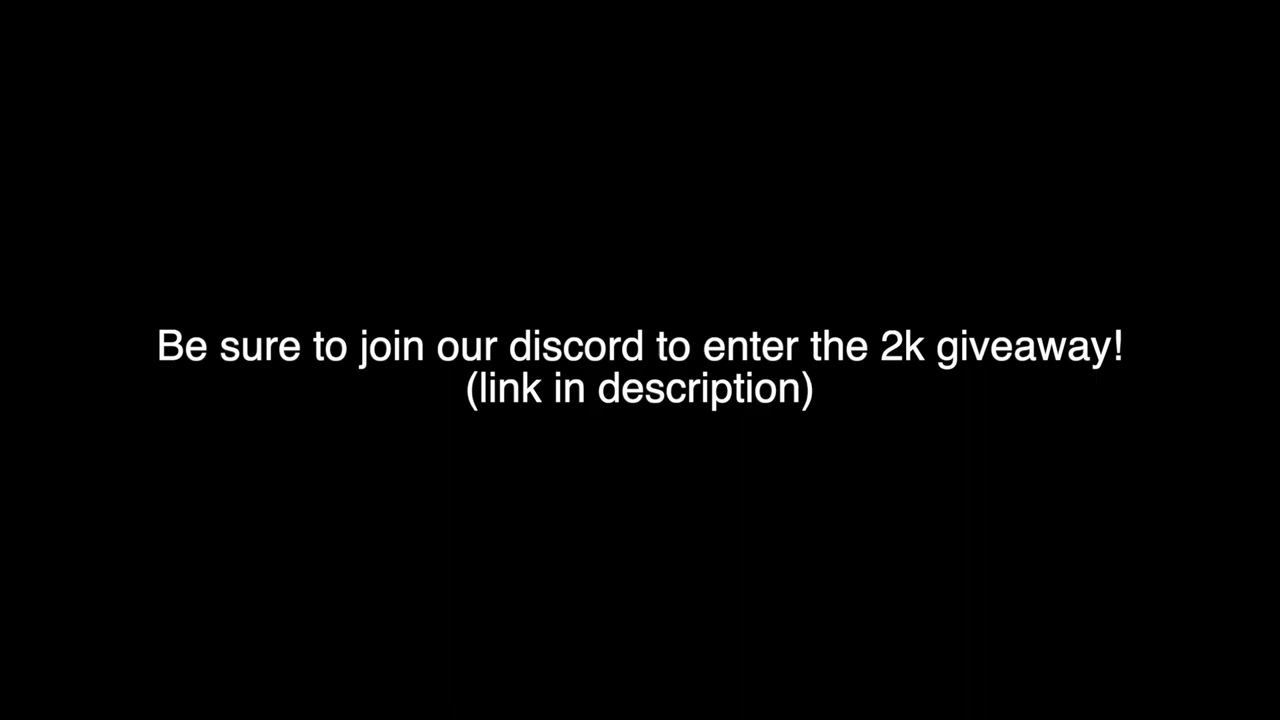 Be sure to join our discord to enter the 2k giveaway!
(link in description)